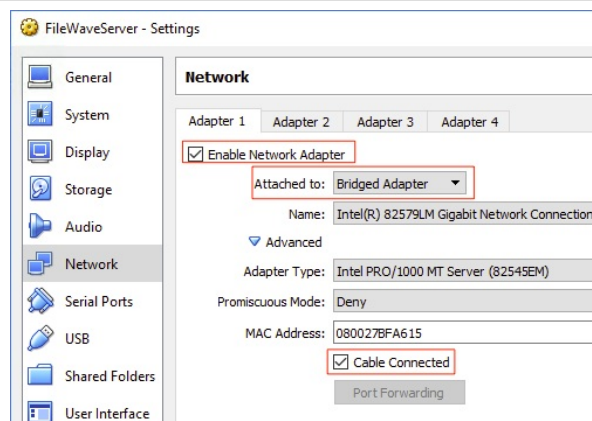 FileWaveServer - Settings
General
System
Display
Storage
Audio
Network
Serial Ports
USB
Shared Folders
User Interface
Network
Adapter 1 Adapter 2 Adapter 3 Adapter 4
Enable Network Adapter
Attached to: Bridged Adapter
Name: Intel(R) 82579LM Gigabit Network Connection
Advanced
Adapter Type: Intel PRO/1000 MT Server (82545EM)
Promiscuous Mode: Deny
MAC Address: 080027BFA615
Cable Connected
Port Forwarding